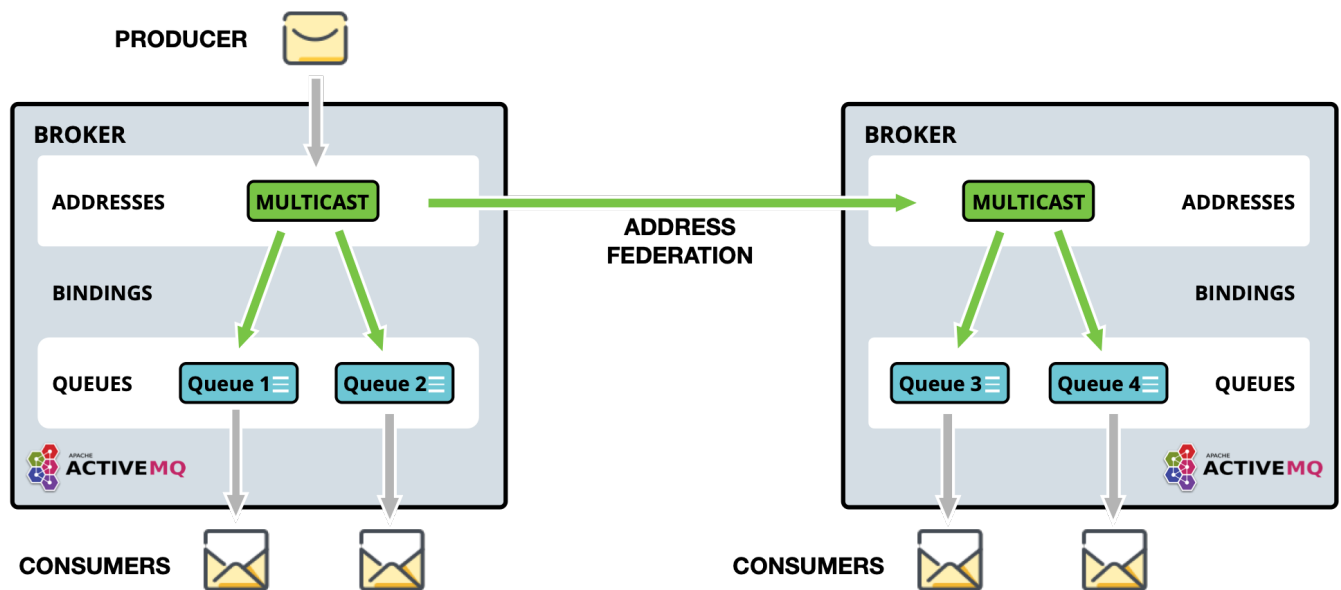 PRODUCER
BROKER
ADDRESSES
MULTICAST
BINDINGS
QUEUES
Queue 1
Queue 2
APACHE
ACTIVEMQ
CONSUMERS
ADDRESS
FEDERATION
BROKER
MULTICAST
ADDRESSES
BINDINGS
Queue 3
Queue 4
QUEUES
APACHE
ACTIVEMQ
CONSUMERS